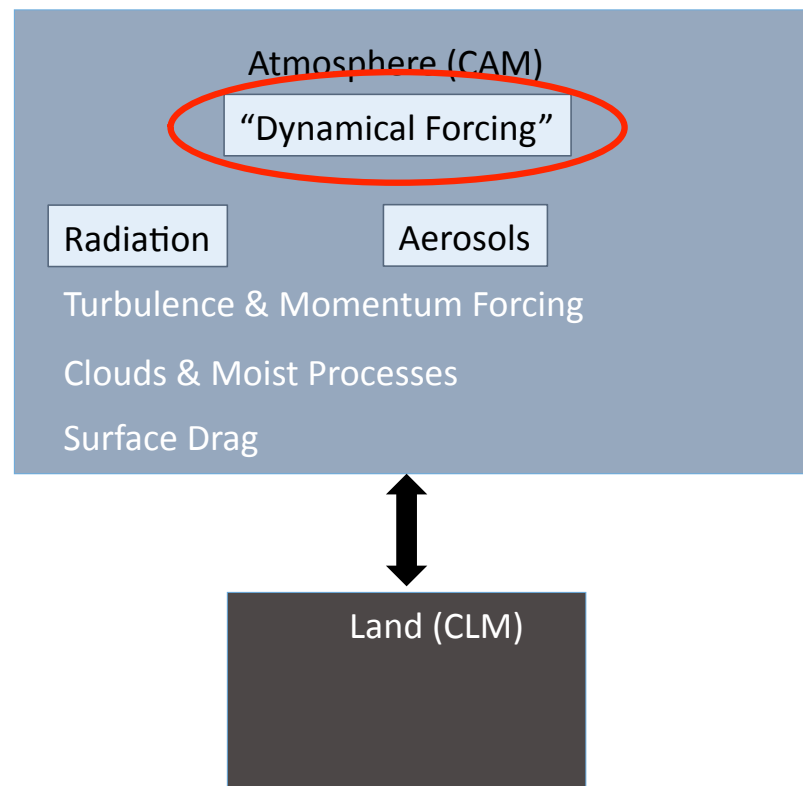 Atmosphere (CAM)
“Dynamical Forcing”
Radiation
Aerosols
Turbulence & Momentum Forcing
Clouds & Moist Processes
Surface Drag
Land (CLM)